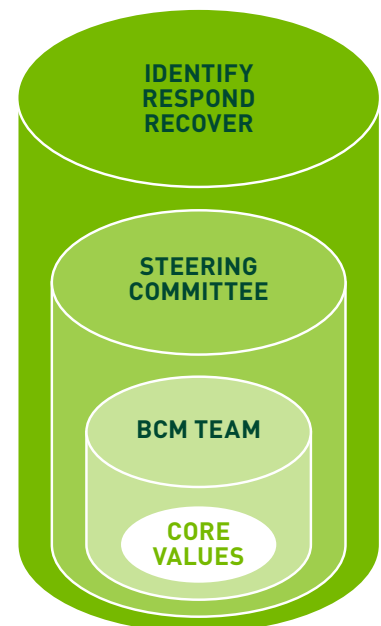 IDENTIFY
RESPOND
RECOVER
STEERING
COMMITTEE
BCM TEAM
CORE
VALUES